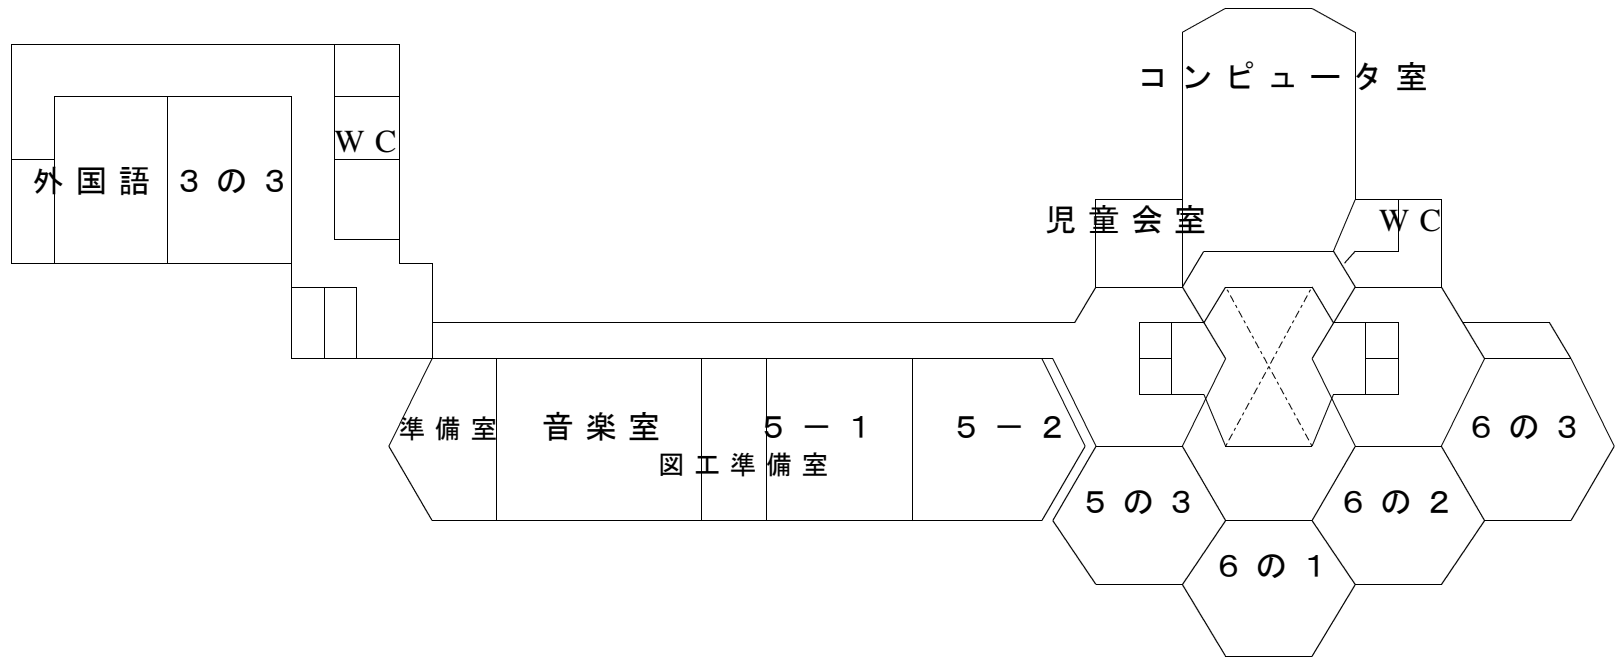 コンピュータ室
ＷＣ
外国語
３の３
児童会室
ＷＣ
準備室
音楽室
５－１
５－２
６の３
図工準備室
５の３
６の２
６の１